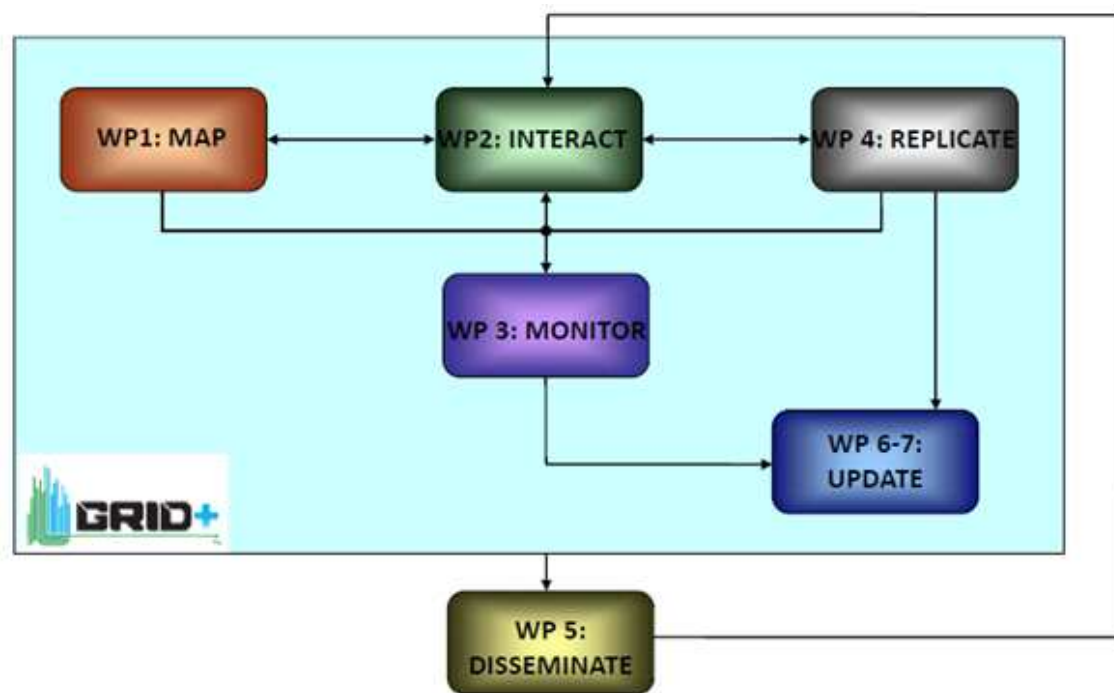 WP1: MAP
WP2: INTERACT
WP 4: REPLICATE
WP 3: MONITOR
WP 6-7:
UPDATE
GRID+
WP 5:
DISSEMINATE